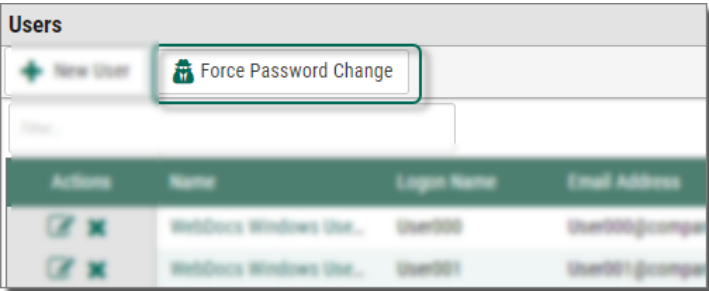 Users
New User Force Password Change
Filter...
Actions Name Logon Name Email Address
WebDocs Windows Use... User000 User000@compa
WebDocs Windows Use... User001 User001@compa